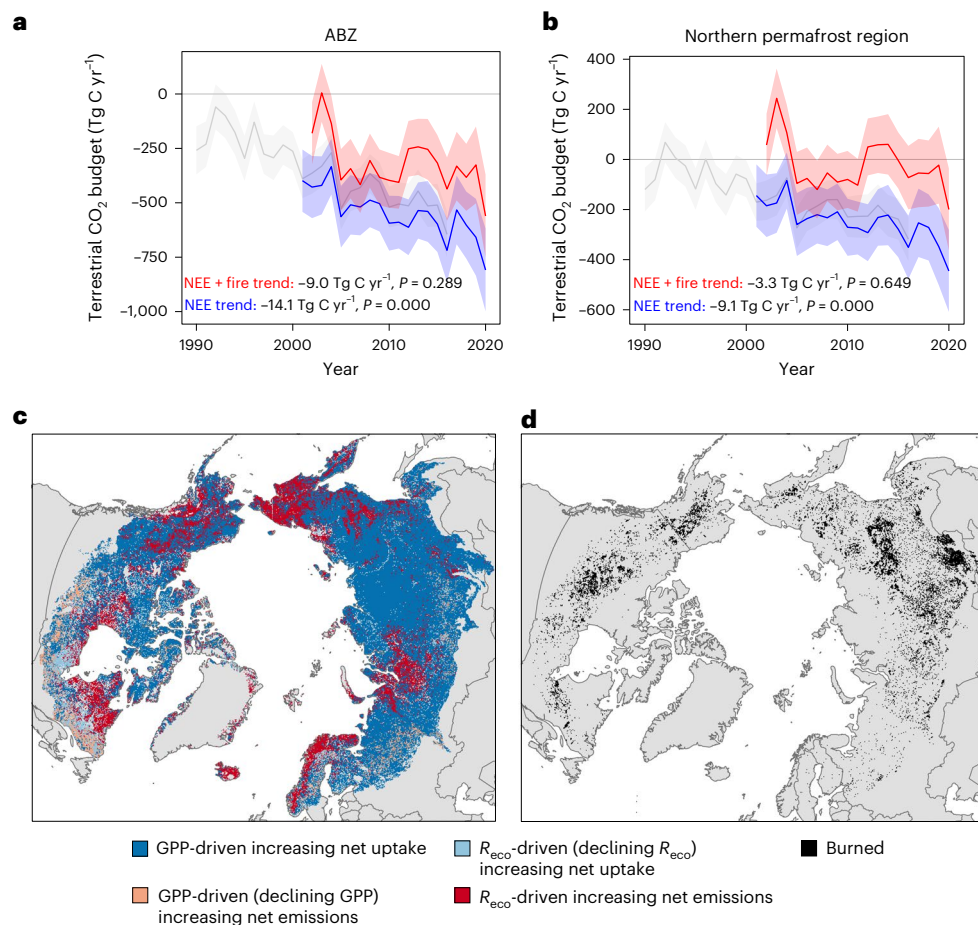 a
ABZ
Terrestrial CO₂ budget (Tg C yr⁻¹)
0
−250
−500
−750
−1,000
NEE + fire trend: −9.0 Tg C yr⁻¹, P = 0.289
NEE trend: −14.1 Tg C yr⁻¹, P = 0.000
1990
2000
2010
2020
Year
b
Northern permafrost region
Terrestrial CO₂ budget (Tg C yr⁻¹)
400
200
0
−200
−400
−600
NEE + fire trend: −3.3 Tg C yr⁻¹, P = 0.649
NEE trend: −9.1 Tg C yr⁻¹, P = 0.000
1990
2000
2010
2020
Year
c
d
GPP-driven increasing net uptake
GPP-driven (declining GPP)
increasing net emissions
R_eco-driven (declining R_eco)
increasing net uptake
R_eco-driven increasing net emissions
Burned